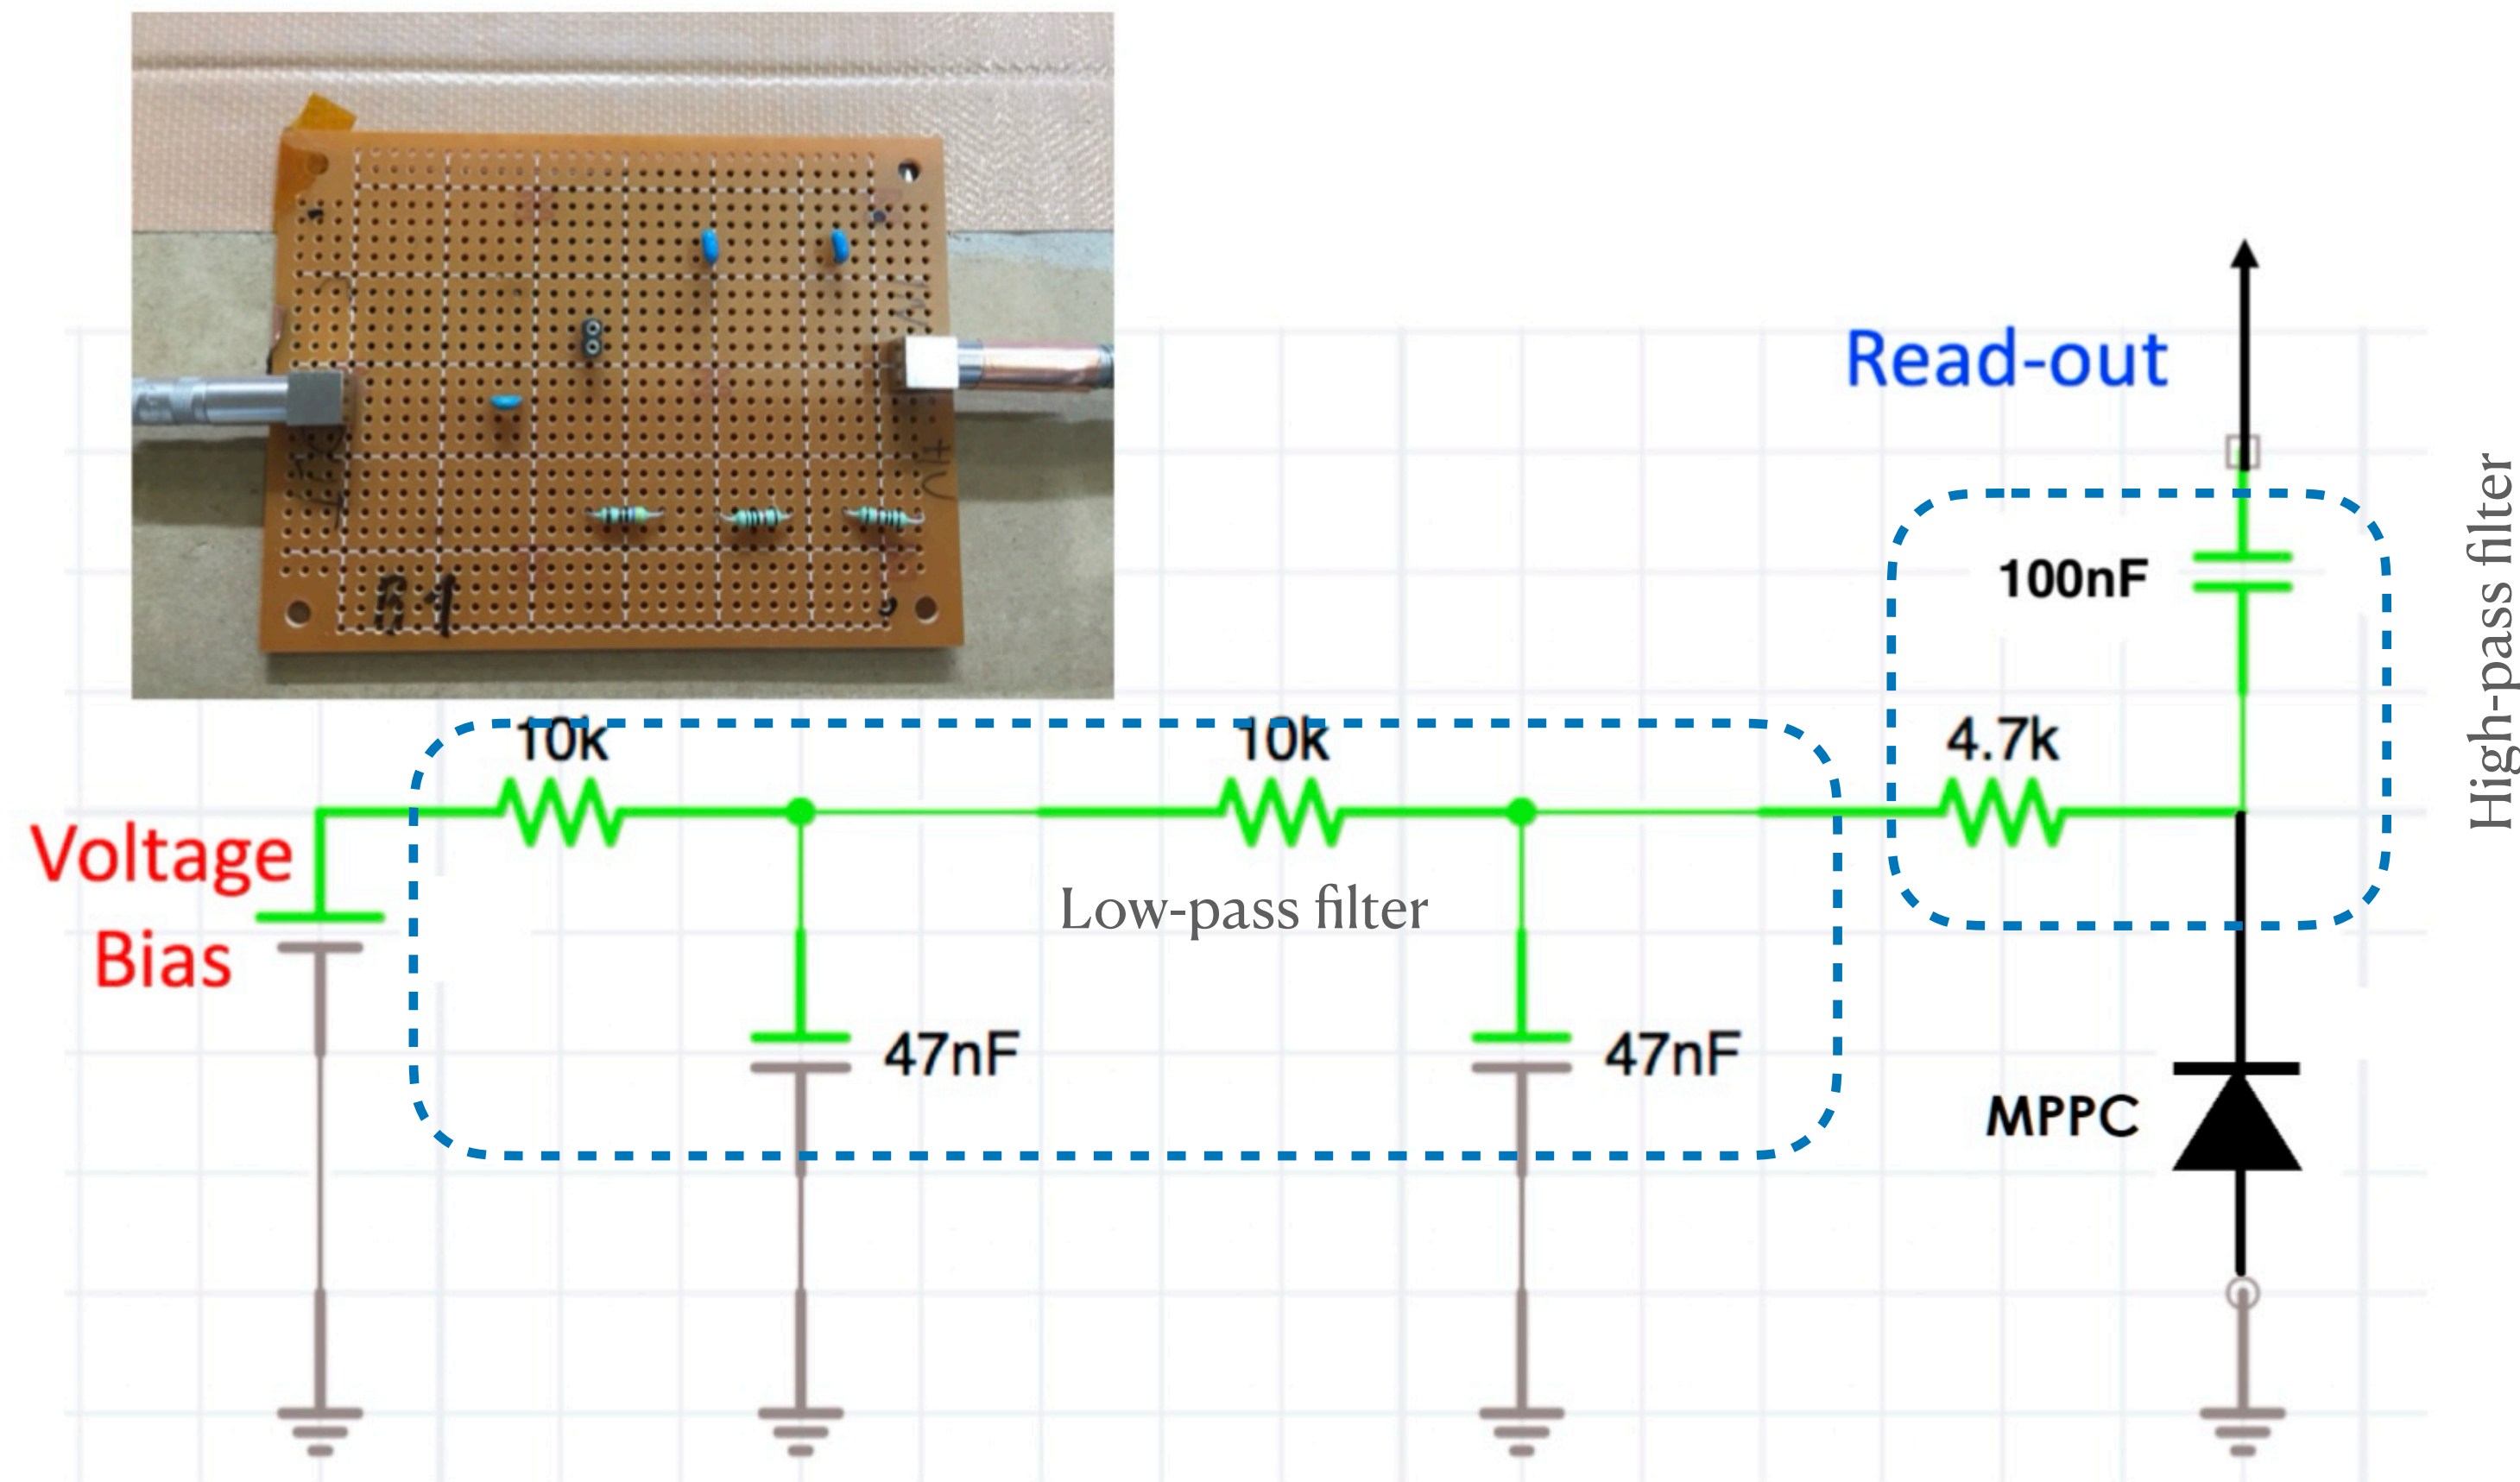 Read-out
High-pass filter
100nF
10k
10k
4.7k
Voltage
Bias
Low-pass filter
47nF
47nF
MPPC